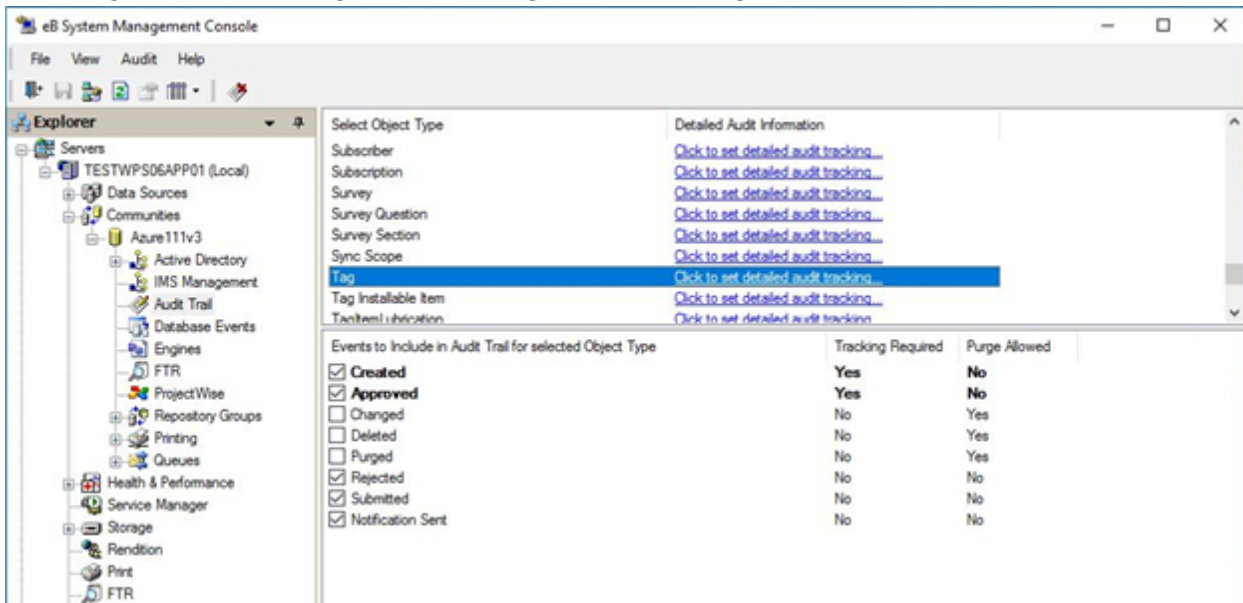 eB System Management Console
File View Audit Help
Explorer
Servers
TESTWPS06APP01 (Local)
Data Sources
Communities
Azure111v3
Active Directory
IMS Management
Audit Trail
Database Events
Engines
FTR
ProjectWise
Repository Groups
Printing
Queues
Health & Performance
Service Manager
Storage
Rendition
Print
FTR
Select Object Type Detailed Audit Information
Subscriber Click to set detailed audit tracking...
Subscription Click to set detailed audit tracking...
Survey Click to set detailed audit tracking...
Survey Question Click to set detailed audit tracking...
Survey Section Click to set detailed audit tracking...
Sync Scope Click to set detailed audit tracking...
Tag Click to set detailed audit tracking...
Tag Installable Item Click to set detailed audit tracking...
TagItemLubrication Click to set detailed audit tracking...
Events to Include in Audit Trail for selected Object Type Tracking Required Purge Allowed
Created Yes No
Approved Yes No
Changed No Yes
Deleted No Yes
Purged No Yes
Rejected No No
Submitted No No
Notification Sent No No